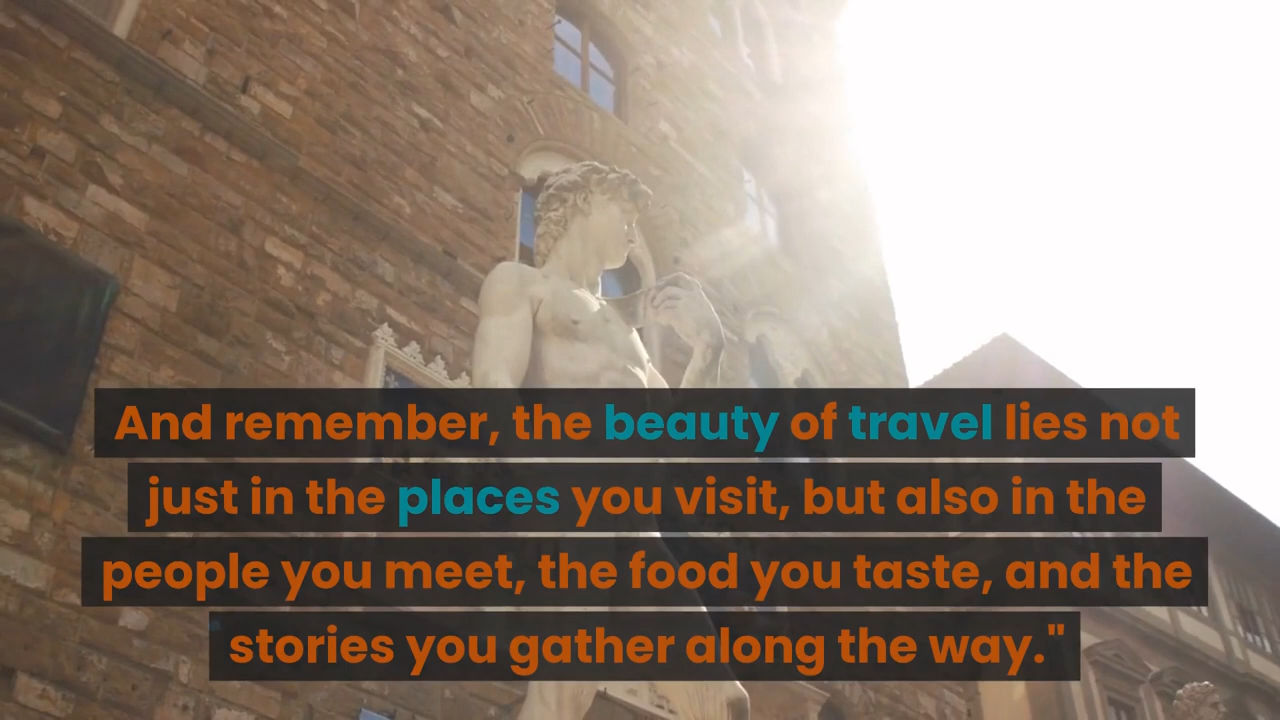 And remember, the beauty of travel lies not
just in the places you visit, but also in the
people you meet, the food you taste, and the
stories you gather along the way."